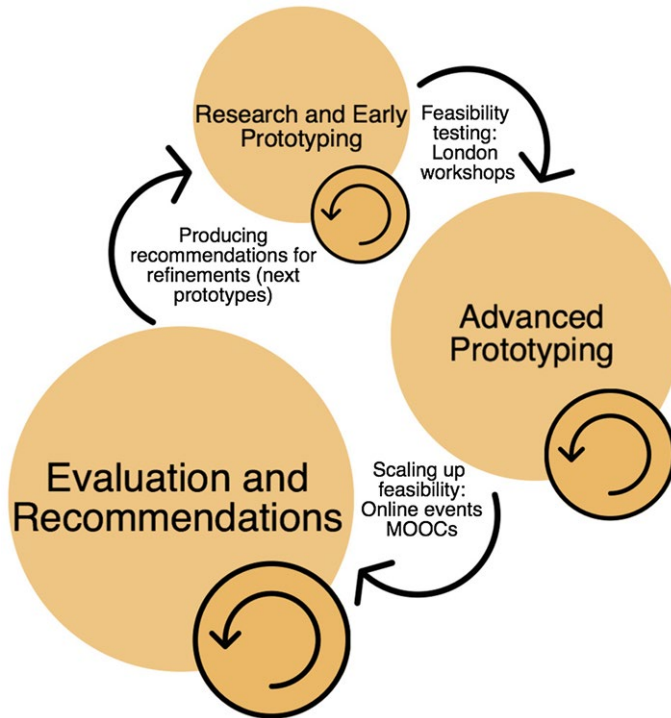 Research and Early
Prototyping
Feasibility
testing:
London
workshops
Producing
recommendations for
refinements (next
prototypes)
Advanced
Prototyping
Scaling up
feasibility:
Online events
MOOCs
Evaluation and
Recommendations